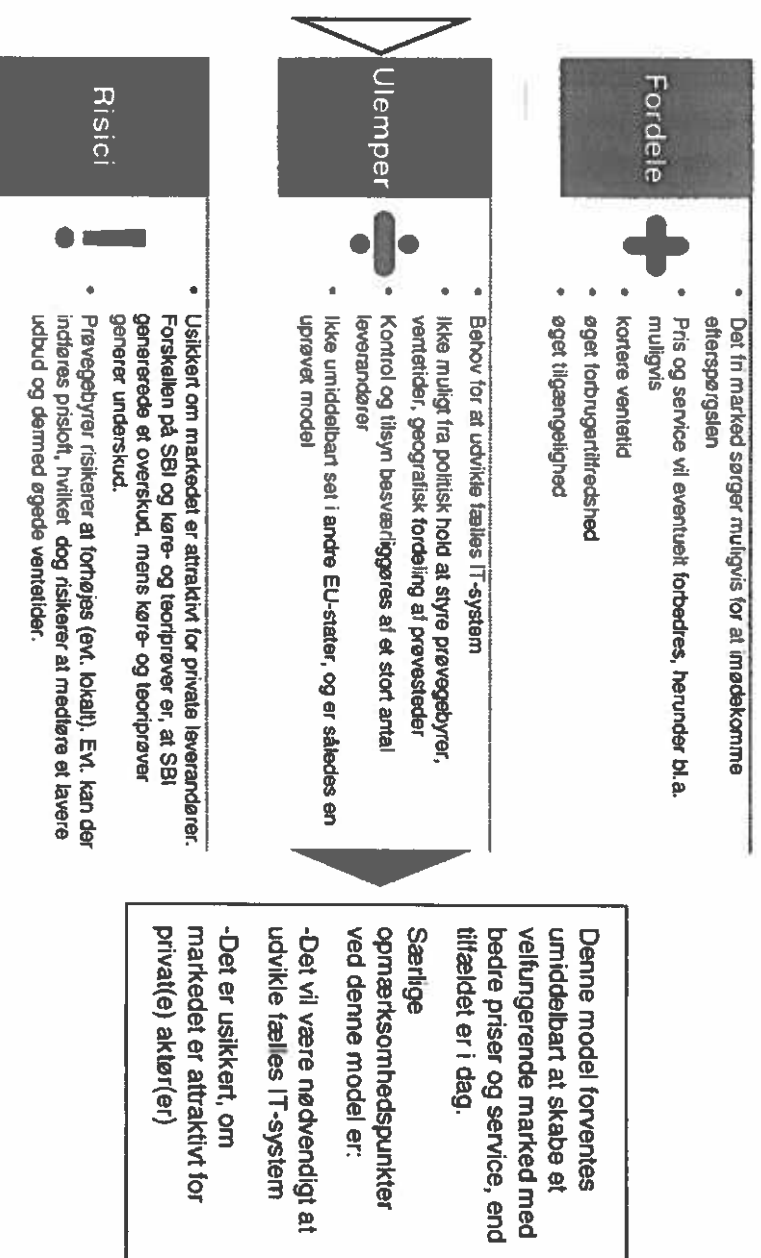 Fordele
• Det fri marked sørger muligvis for at imødekomme
efterspørgslen
• Pris og service vil eventuelt forbedres, herunder bl.a.
muligvis
• kortere ventetid
• øget forbrugertilfredshed
• øget tilgængelighed
Ulemper
• Behov for at udvikle fælles IT-system
• Ikke muligt fra politisk hold at styre prøvegebyrer,
ventetider, geografisk fordeling af prøvesteder
• Kontrol og tilsyn besværliggøres af et stort antal
leverandører
• Ikke umiddelbart set i andre EU-stater, og er således en
uprøvet model
Risici
• Usikkert om markedet er attraktivt for private leverandører.
Forskellen på SBI og køre- og teoriprøver er, at SBI
genererede et overskud, mens køre- og teoriprøver
generer underskud.
• Prøvegebyrer risikerer at forhøjes (evt. lokalt). Evt. kan der
indføres prisloft, hvilket dog risikerer at medføre et lavere
udbud og dermed øgede ventetider.
Denne model forventes
umiddelbart at skabe et
velfungerende marked med
bedre priser og service, end
tilfældet er i dag.
Særlige
opmærksomhedspunkter
ved denne model er:
-Det vil være nødvendigt at
udvikle fælles IT-system
-Det er usikkert, om
markedet er attraktivt for
privat(e) aktør(er)